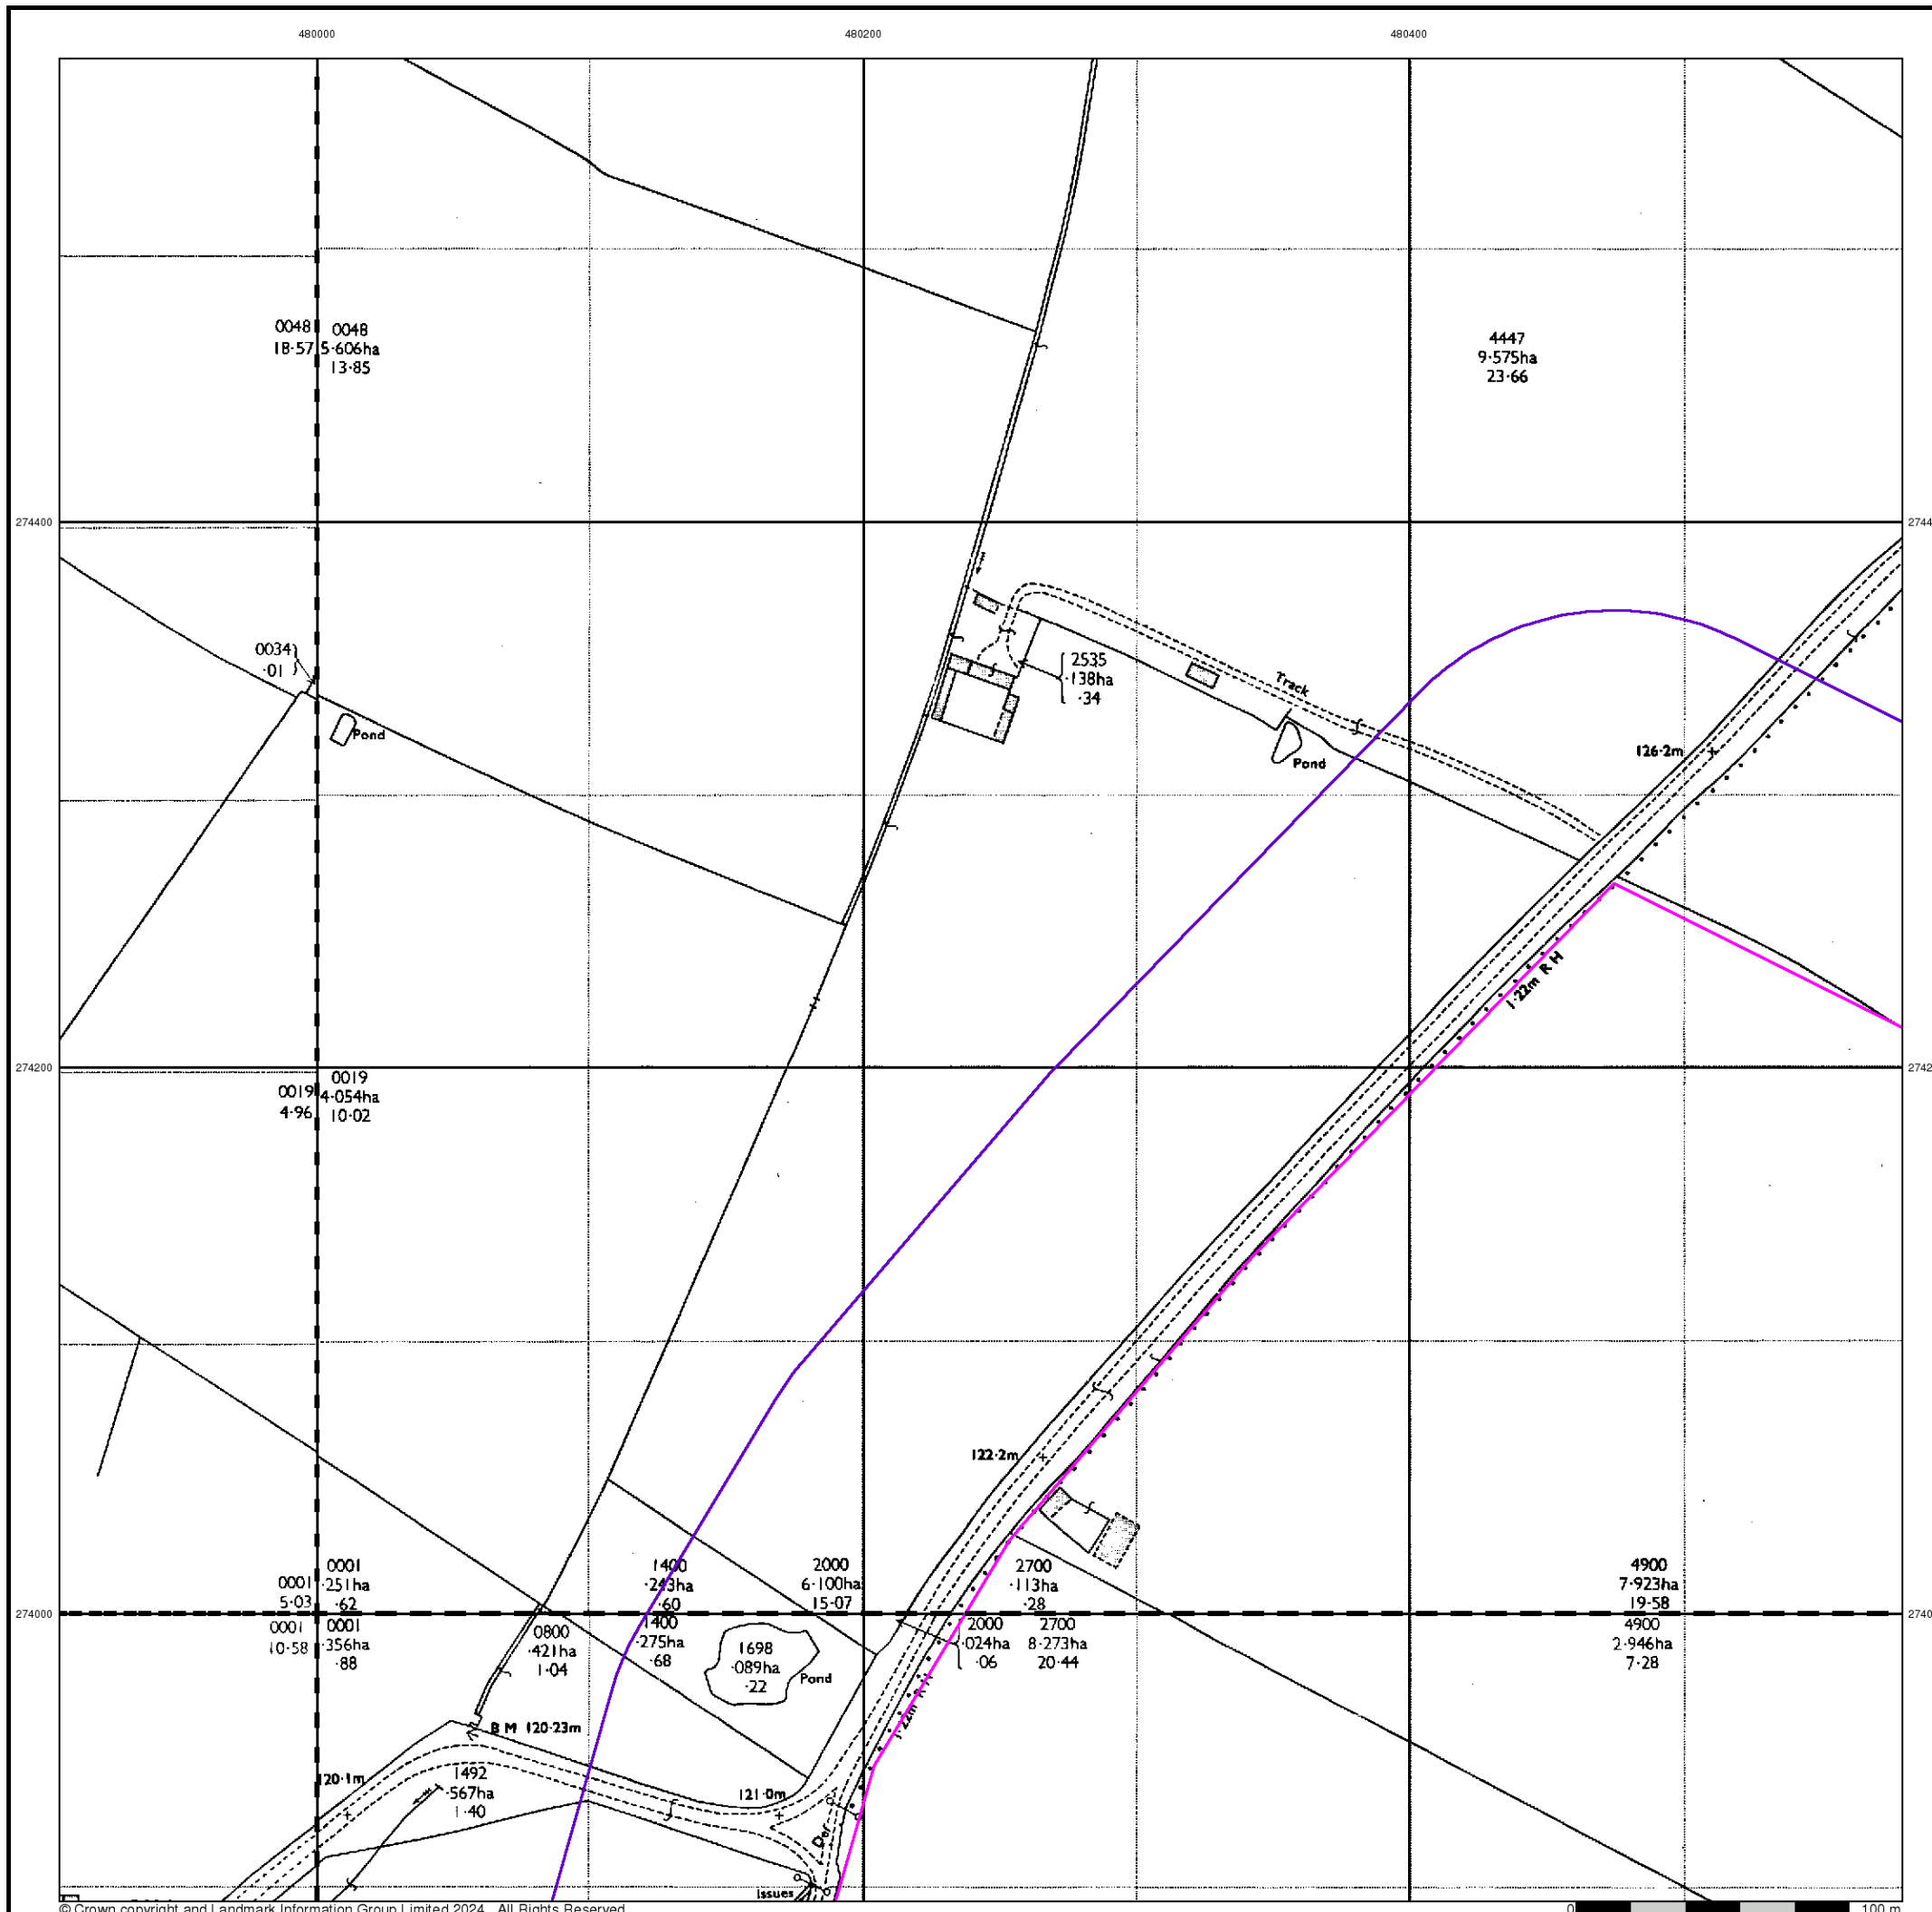 480000
480200
480400
0048
0048
18·57
5·606ha
13·85
4447
9·575ha
23·66
274400
2744
0034
·01
2535
·138ha
·34
Track
Pond
Pond
126·2m
1·22m R H
274200
2742
0019
0019
4·054ha
4·96
10·02
122·2m
0001
·251ha
·62
0001
5·03
1400
·243ha
·60
2000
6·100ha
15·07
2700
·113ha
·28
4900
7·923ha
19·58
274000
2740
0001
10·58
0001
·356ha
·88
0800
·421ha
1·04
1400
·275ha
·68
1698
·089ha
·22
Pond
2000
·024ha
·06
2700
8·273ha
20·44
4900
2·946ha
7·28
B M 120·23m
120·1m
1492
·567ha
1·40
121·0m
Def
Issues
© Crown copyright and Landmark Information Group Limited 2024. All Rights Reserved
0
100 m